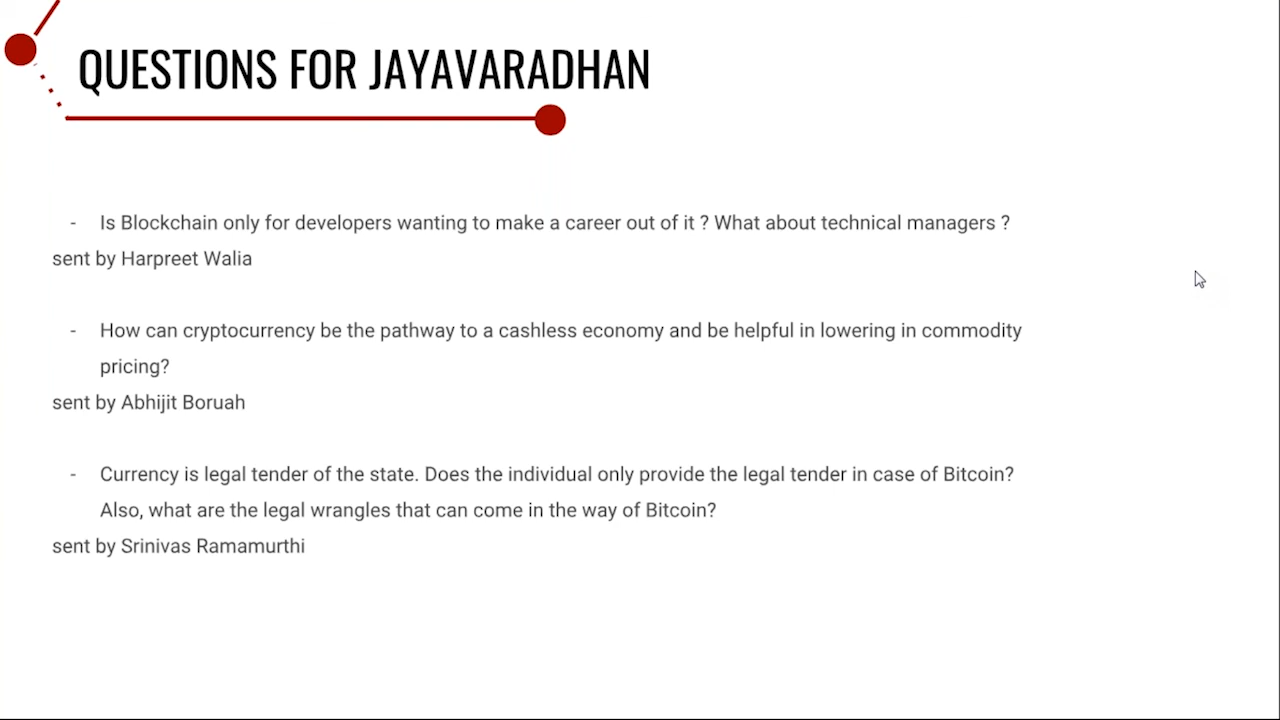 QUESTIONS FOR JAYAVARADHAN
- Is Blockchain only for developers wanting to make a career out of it ? What about technical managers ?
sent by Harpreet Walia
- How can cryptocurrency be the pathway to a cashless economy and be helpful in lowering in commodity
pricing?
sent by Abhijit Boruah
- Currency is legal tender of the state. Does the individual only provide the legal tender in case of Bitcoin?
Also, what are the legal wrangles that can come in the way of Bitcoin?
sent by Srinivas Ramamurthi